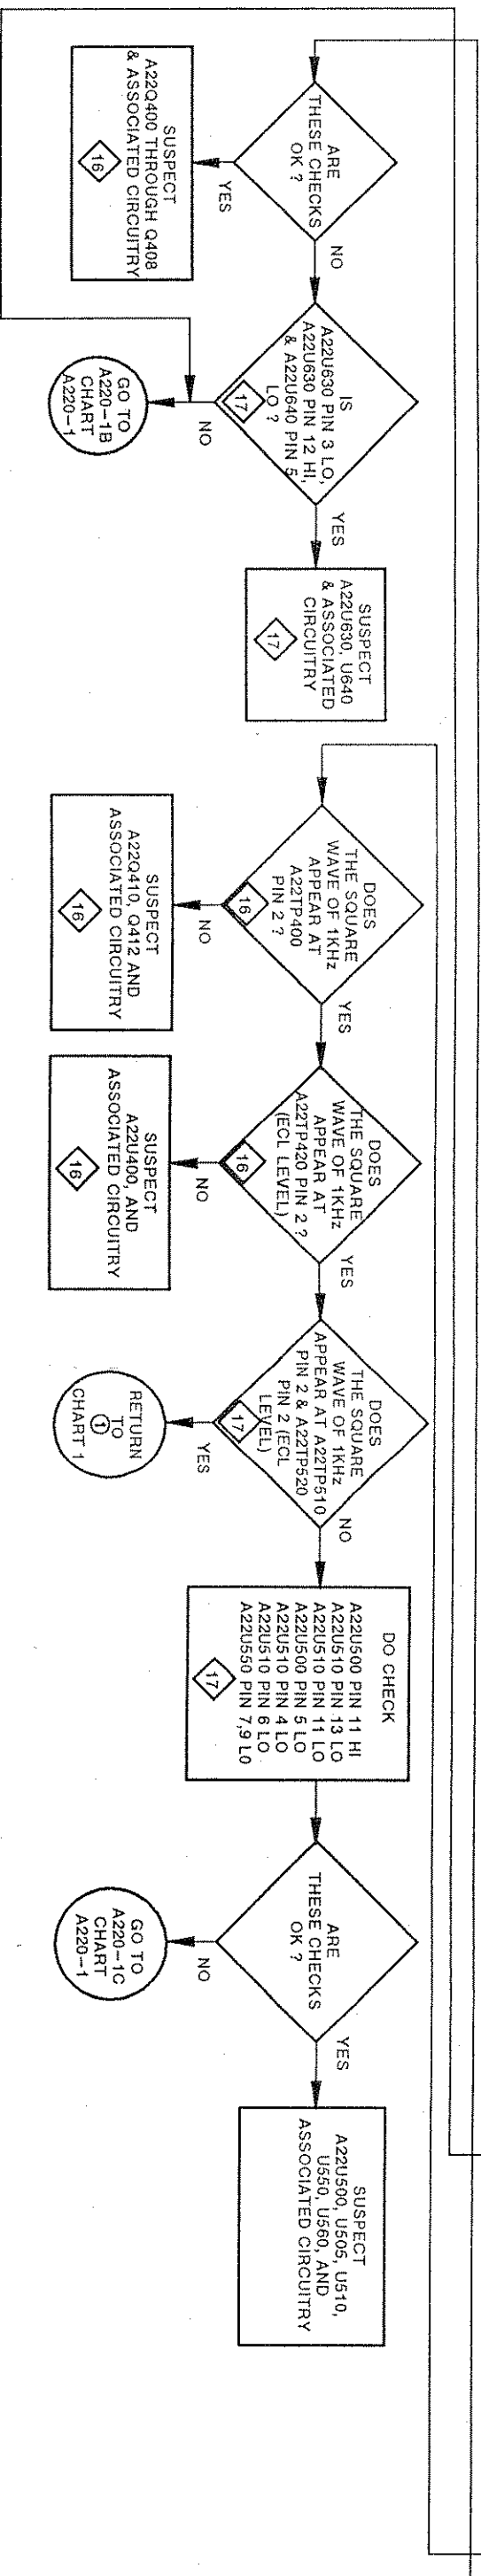 ARE
THESE CHECKS
OK ?
YES
NO
SUSPECT
A22Q400 THROUGH Q408
& ASSOCIATED CIRCUITRY
16
IS
A22U630 PIN 3 LO,
A22U630 PIN 12 HI,
& A22U640 PIN 5
LO ?
17
NO
YES
GO TO
A220-1B
CHART
A220-1
SUSPECT
A22U630, U640
& ASSOCIATED
CIRCUITRY
17
DOES
THE SQUARE
WAVE OF 1KHz
APPEAR AT
A22TP400
PIN 2 ?
16
NO
YES
SUSPECT
A22Q410, Q412 AND
ASSOCIATED CIRCUITRY
16
DOES
THE SQUARE
WAVE OF 1KHz
APPEAR AT
A22TP420 PIN 2 ?
(ECL LEVEL)
16
NO
YES
SUSPECT
A22U400, AND
ASSOCIATED CIRCUITRY
16
DOES
THE SQUARE
WAVE OF 1KHz
APPEAR AT A22TP510
PIN 2 & A22TP520
PIN 2 (ECL
LEVEL)
17
YES
NO
RETURN
TO
1
CHART 1
DO CHECK
A22U500 PIN 11 HI
A22U510 PIN 13 LO
A22U510 PIN 11 LO
A22U500 PIN 5 LO
A22U510 PIN 4 LO
A22U510 PIN 6 LO
A22U550 PIN 7,9 LO
17
ARE
THESE CHECKS
OK ?
NO
YES
GO TO
A220-1C
CHART
A220-1
SUSPECT
A22U500, U505, U510,
U550, U560, AND
ASSOCIATED CIRCUITRY